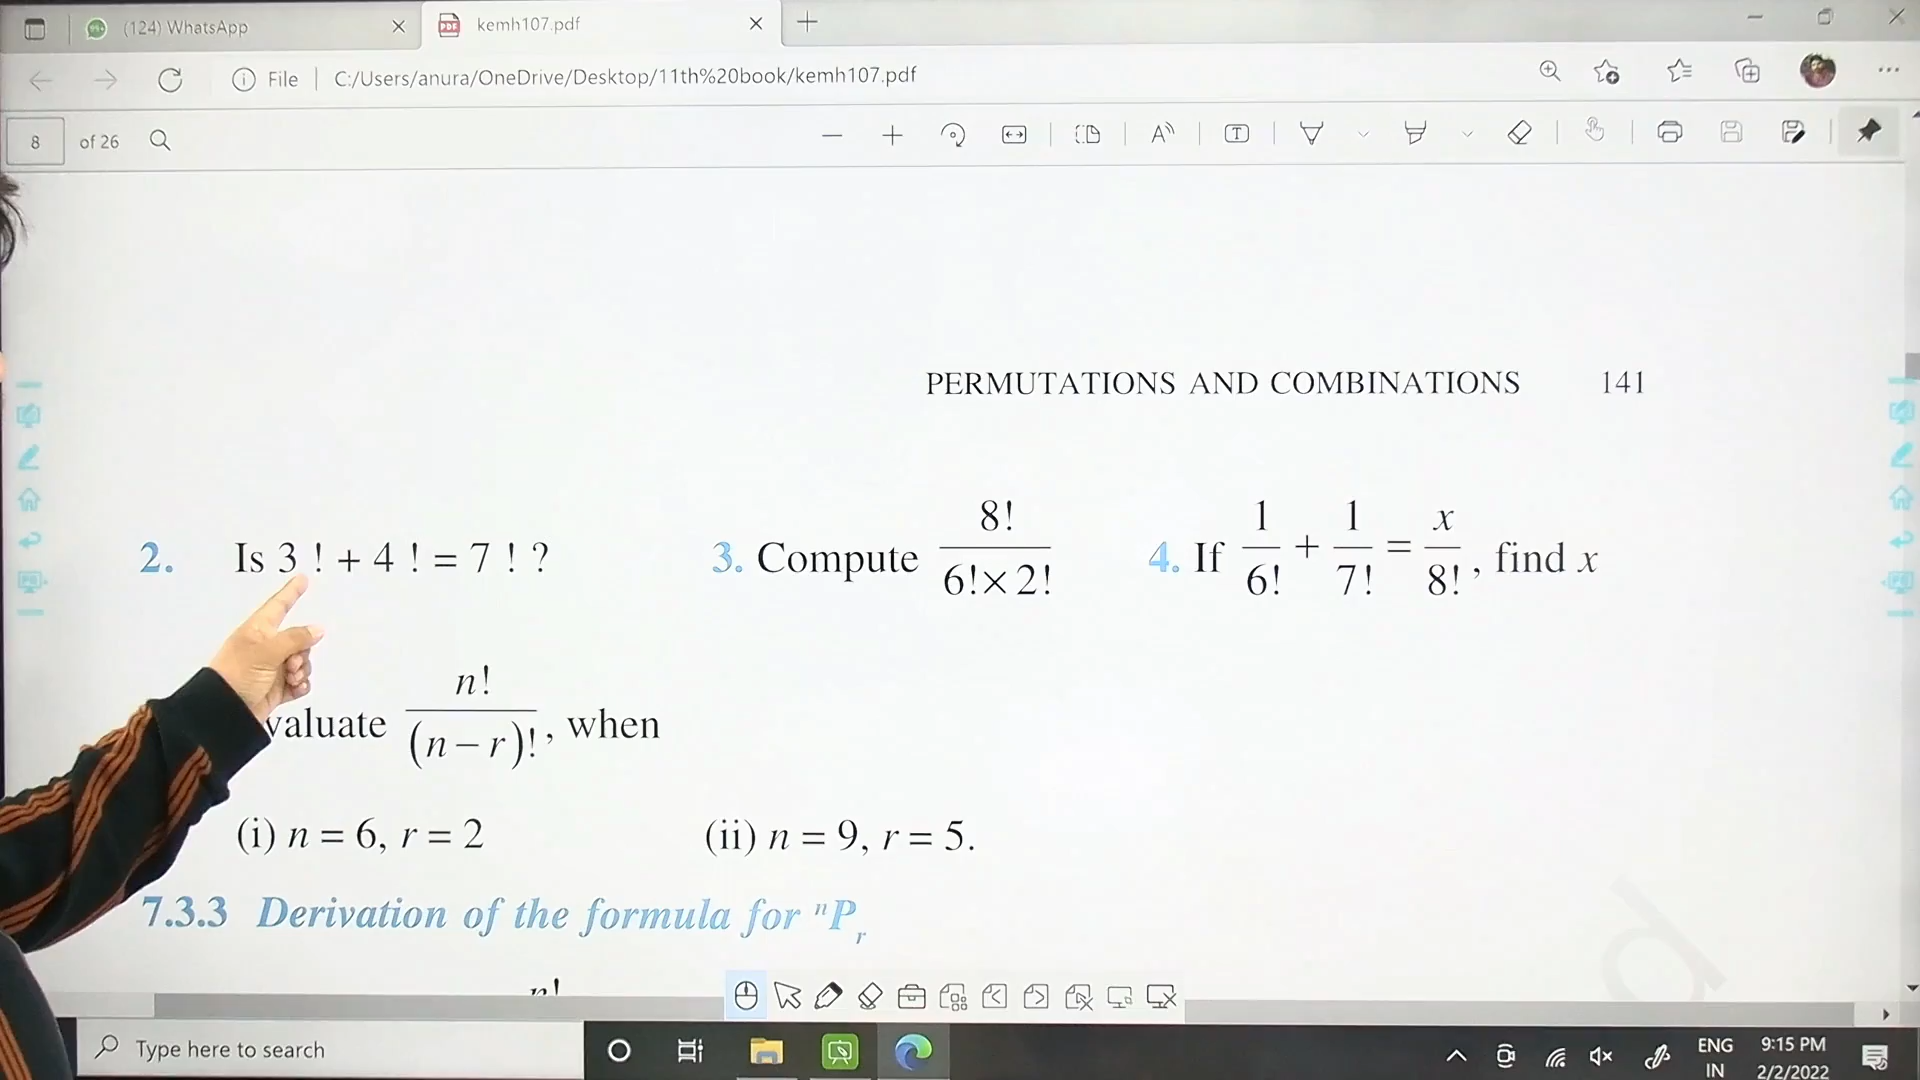 (124) WhatsApp
kemh107.pdf
File
C:/Users/anura/OneDrive/Desktop/11th%20book/kemh107.pdf
8 of 26
PERMUTATIONS AND COMBINATIONS 141
2. Is 3 ! + 4 ! = 7 ! ?
3. Compute 8! / 6!×2!
4. If 1/6! + 1/7! = x/8!, find x
valuate n!/(n−r)!, when
(i) n = 6, r = 2
(ii) n = 9, r = 5.
7.3.3 Derivation of the formula for ⁿPᵣ
n!
d
Type here to search
ENG
IN
9:15 PM
2/2/2022